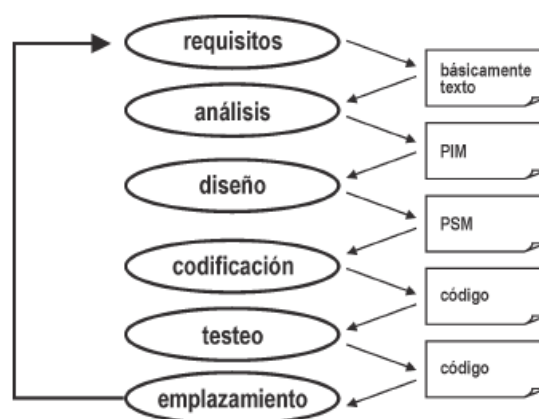 requisitos
básicamente
texto
análisis
PIM
diseño
PSM
codificación
código
testeo
código
emplazamiento